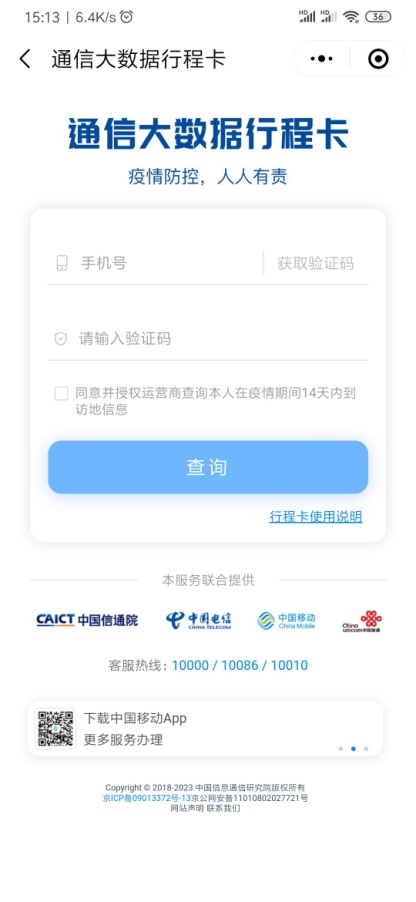 15:13 | 6.4K/s HD HD 36
通信大数据行程卡
通信大数据行程卡
疫情防控，人人有责
手机号 获取验证码
请输入验证码
同意并授权运营商查询本人在疫情期间14天内到
访地信息
查询
行程卡使用说明
本服务联合提供
CAICT 中国信通院 中国电信 CHINA TELECOM 中国移动 China Mobile China unicom中国联通
客服热线：10000 / 10086 / 10010
下载中国移动App
更多服务办理
Copyright © 2018-2023 中国信息通信研究院版权所有
京ICP备09013372号-13京公网安备11010802027721号
网站声明 联系我们